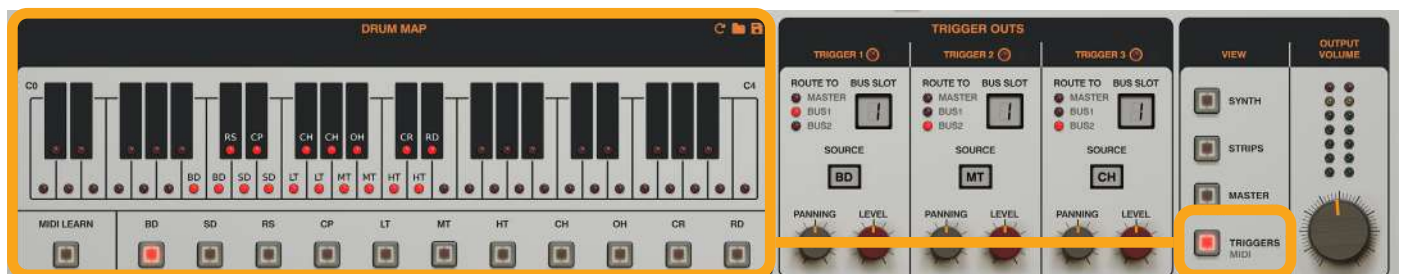 DRUM MAP
C0
C4
RS CP CH CH OH CR RD
BD BD SD SD LT LT MT MT HT HT
MIDI LEARN BD SD RS CP LT MT HT CH OH CR RD
TRIGGER OUTS
TRIGGER 1 TRIGGER 2 TRIGGER 3
ROUTE TO BUS SLOT ROUTE TO BUS SLOT ROUTE TO BUS SLOT
MASTER MASTER MASTER
BUS1 1 BUS1 1 BUS1 1
BUS2 BUS2 BUS2
SOURCE SOURCE SOURCE
BD MT CH
PANNING LEVEL PANNING LEVEL PANNING LEVEL
VIEW
SYNTH
STRIPS
MASTER
TRIGGERS
MIDI
OUTPUT
VOLUME